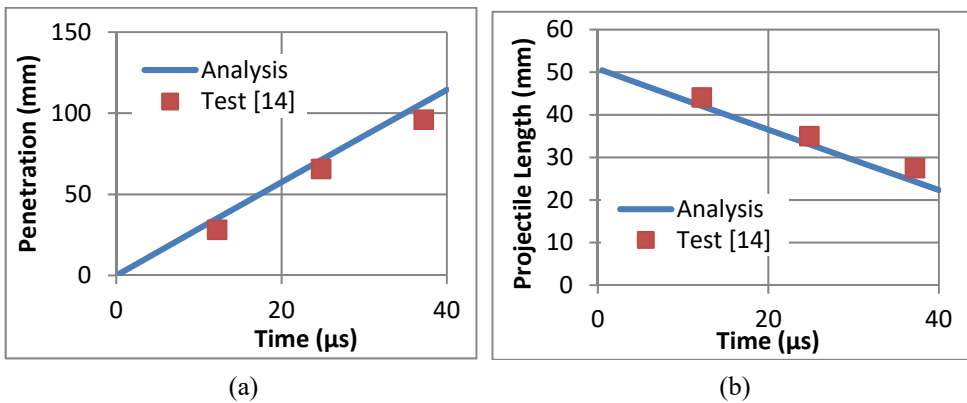 150
100
50
0
Penetration (mm)
Analysis
Test [14]
0
20
40
Time (µs)
(a)
60
50
40
30
20
10
0
Projectile Length (mm)
Analysis
Test [14]
0
20
40
Time (µs)
(b)